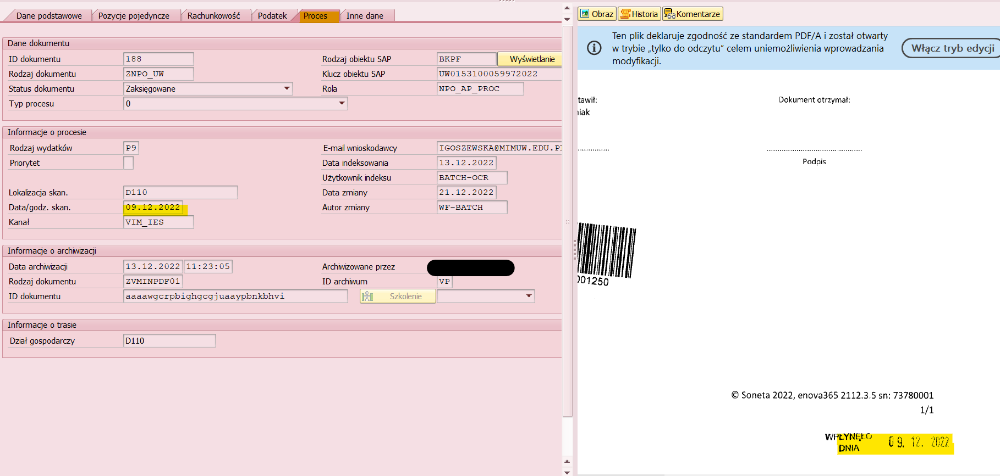 Dane podstawowe Pozycje pojedyncze Rachunkowość Podatek Proces Inne dane
Dane dokumentu
ID dokumentu 188 Rodzaj obiektu SAP BKPF Wyświetlanie
Rodzaj dokumentu ZNPO_UW Klucz obiektu SAP UW0153100059972022
Status dokumentu Zaksięgowane Rola NPO_AP_PROC
Typ procesu 0
Informacje o procesie
Rodzaj wydatków P9 E-mail wnioskodawcy IGOSZEWSKA@MIMUW.EDU.P
Priorytet Data indeksowania 13.12.2022
Użytkownik indeksu BATCH-OCR
Lokalizacja skan. D110 Data zmiany 21.12.2022
Data/godz. skan. 09.12.2022 Autor zmiany WF-BATCH
Kanał VIM_IES
Informacje o archiwizacji
Data archiwizacji 13.12.2022 11:23:05 Archiwizowane przez
Rodzaj dokumentu ZVMINPDF01 ID archiwum VP
ID dokumentu aaaawgcrpbighgcgjuaaypbnkbhvi Szkolenie
Informacje o trasie
Dział gospodarczy D110
Obraz Historia Komentarze
Ten plik deklaruje zgodność ze standardem PDF/A i został otwarty
w trybie „tylko do odczytu” celem uniemożliwienia wprowadzania
modyfikacji.
Włącz tryb edycji
tawił: Dokument otrzymał:
niak
Podpis
001250
© Soneta 2022, enova365 2112.3.5 sn: 73780001
1/1
WPŁYNĘŁO
DNIA 09. 12. 2022